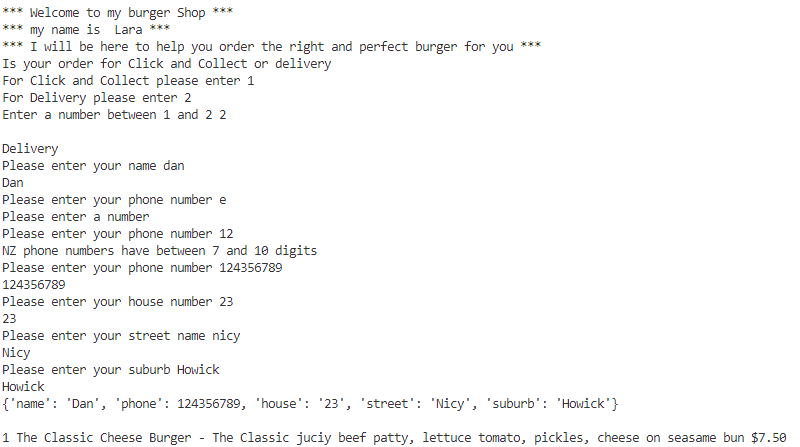 *** Welcome to my burger Shop ***
*** my name is  Lara ***
*** I will be here to help you order the right and perfect burger for you ***
Is your order for Click and Collect or delivery
For Click and Collect please enter 1
For Delivery please enter 2
Enter a number between 1 and 2 2
Delivery
Please enter your name dan
Dan
Please enter your phone number e
Please enter a number
Please enter your phone number 12
NZ phone numbers have between 7 and 10 digits
Please enter your phone number 124356789
124356789
Please enter your house number 23
23
Please enter your street name nicy
Nicy
Please enter your suburb Howick
Howick
{'name': 'Dan', 'phone': 124356789, 'house': '23', 'street': 'Nicy', 'suburb': 'Howick'}
1 The Classic Cheese Burger - The Classic juciy beef patty, lettuce tomato, pickles, cheese on seasame bun $7.50